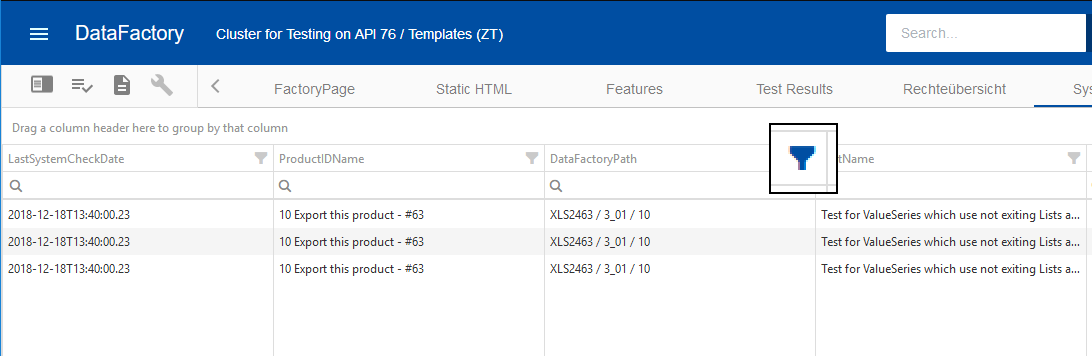 DataFactory
Cluster for Testing on API 76 / Templates (ZT)
Search...
FactoryPage
Static HTML
Features
Test Results
Rechteübersicht
Sy
Drag a column header here to group by that column
LastSystemCheckDate
ProductIDName
DataFactoryPath
tName
2018-12-18T13:40:00.23
10 Export this product - #63
XLS2463 / 3_01 / 10
Test for ValueSeries which use not exiting Lists a...
2018-12-18T13:40:00.23
10 Export this product - #63
XLS2463 / 3_01 / 10
Test for ValueSeries which use not exiting Lists a...
2018-12-18T13:40:00.23
10 Export this product - #63
XLS2463 / 3_01 / 10
Test for ValueSeries which use not exiting Lists a...